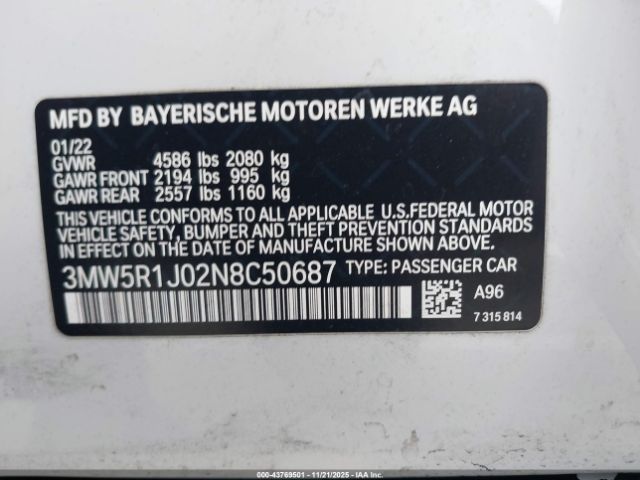 MFD BY BAYERISCHE MOTOREN WERKE AG
01/22
GVWR 4586 lbs 2080 kg
GAWR FRONT 2194 lbs 995 kg
GAWR REAR 2557 lbs 1160 kg
THIS VEHICLE CONFORMS TO ALL APPLICABLE U.S.FEDERAL MOTOR
VEHICLE SAFETY, BUMPER AND THEFT PREVENTION STANDARDS
IN EFFECT ON THE DATE OF MANUFACTURE SHOWN ABOVE.
3MW5R1J02N8C50687 TYPE: PASSENGER CAR
A96
7 315 814
000-43769501 - 11/21/2025 - IAAI.COM